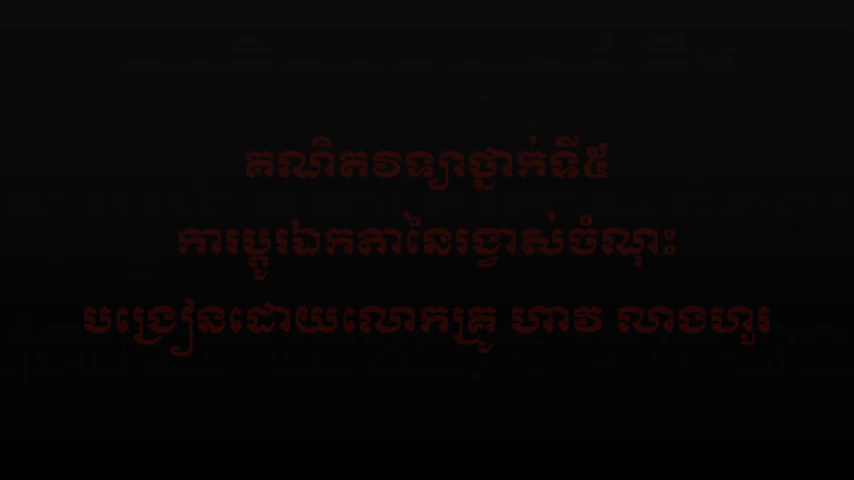 គណិតវិទ្យាថ្នាក់ទី៥
ការប្តូរឯកតានៃរង្វាស់ចំណុះ
បង្រៀនដោយលោកគ្រូ ហាវ លាងហួរ